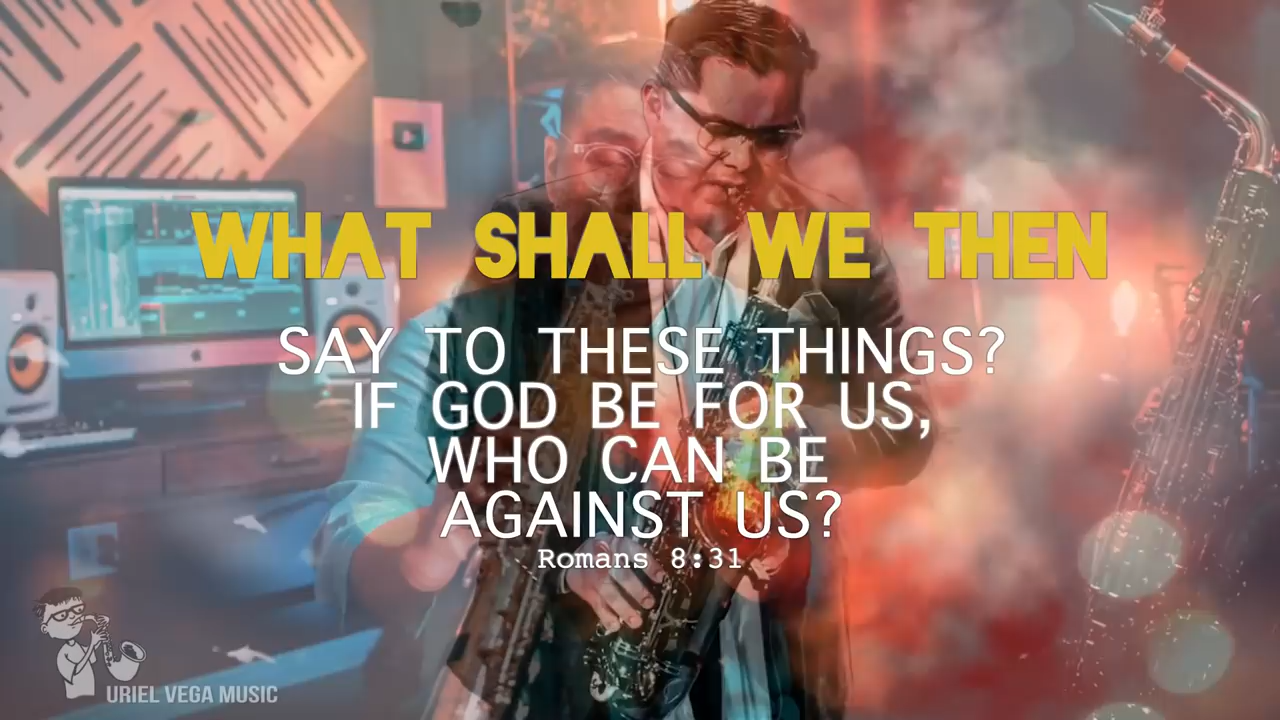 WHAT SHALL WE THEN
SAY TO THESE THINGS?
IF GOD BE FOR US,
WHO CAN BE
AGAINST US?
Romans 8:31
URIEL VEGA MUSIC